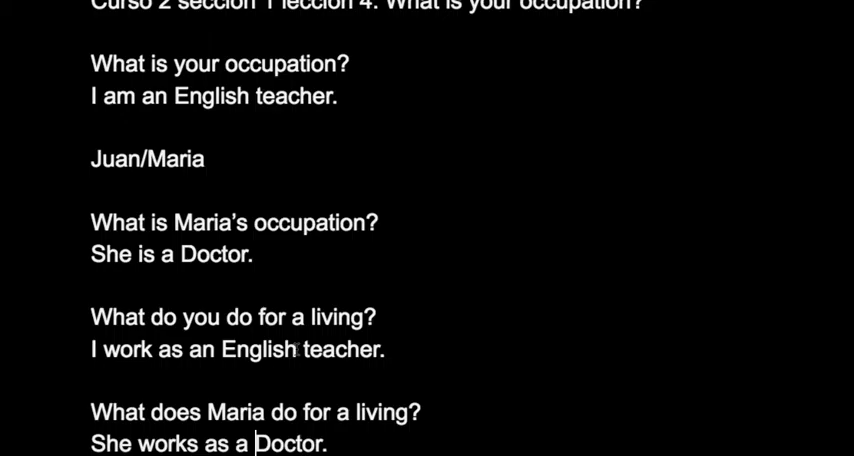 Curso 2 sección 1 lección 4. What is your occupation?
What is your occupation?
I am an English teacher.
Juan/Maria
What is Maria’s occupation?
She is a Doctor.
What do you do for a living?
I work as an English teacher.
What does Maria do for a living?
She works as a Doctor.